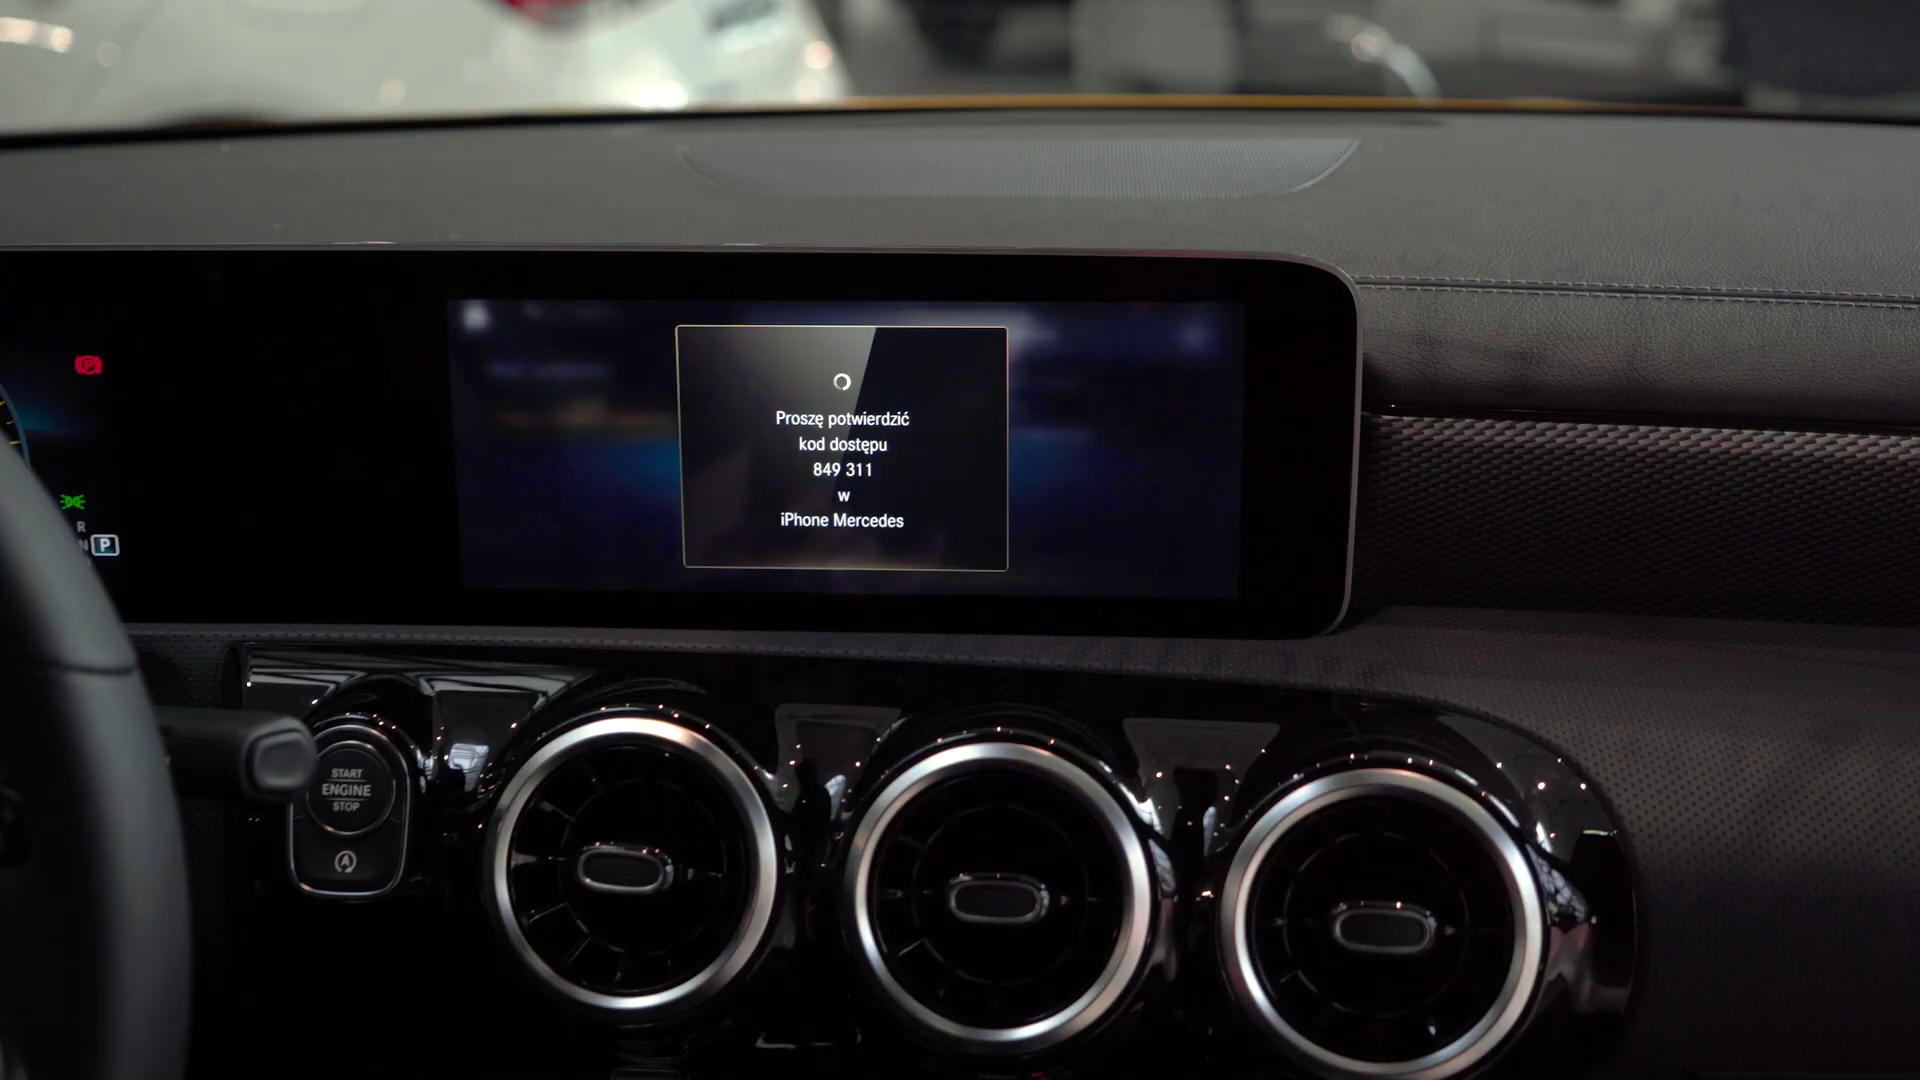 Proszę potwierdzić
kod dostępu
849 311
w
iPhone Mercedes
P
R
N P
START
ENGINE
STOP
A